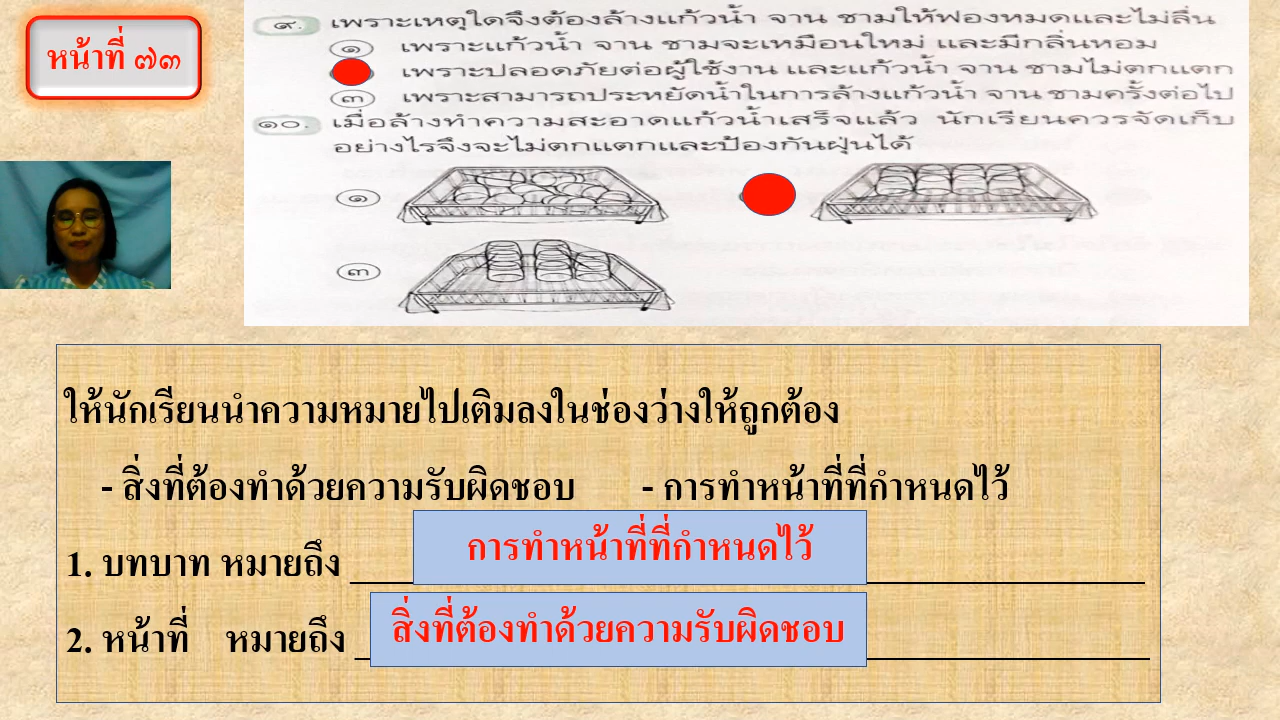 หน้าที่ ๗๓
๙. เพราะเหตุใดจึงต้องล้างแก้วน้ำ จาน ชามให้ฟองหมดและไม่ลื่น
๑ เพราะแก้วน้ำ จาน ชามจะเหมือนใหม่ และมีกลิ่นหอม
เพราะปลอดภัยต่อผู้ใช้งาน และแก้วน้ำ จาน ชามไม่ตกแตก
๓ เพราะสามารถประหยัดน้ำในการล้างแก้วน้ำ จาน ชามครั้งต่อไป
๑๐. เมื่อล้างทำความสะอาดแก้วน้ำเสร็จแล้ว นักเรียนควรจัดเก็บ
อย่างไรจึงจะไม่ตกแตกและป้องกันฝุ่นได้
๑
๓
ให้นักเรียนนำความหมายไปเติมลงในช่องว่างให้ถูกต้อง
- สิ่งที่ต้องทำด้วยความรับผิดชอบ - การทำหน้าที่ที่กำหนดไว้
1. บทบาท หมายถึง การทำหน้าที่ที่กำหนดไว้
2. หน้าที่ หมายถึง สิ่งที่ต้องทำด้วยความรับผิดชอบ